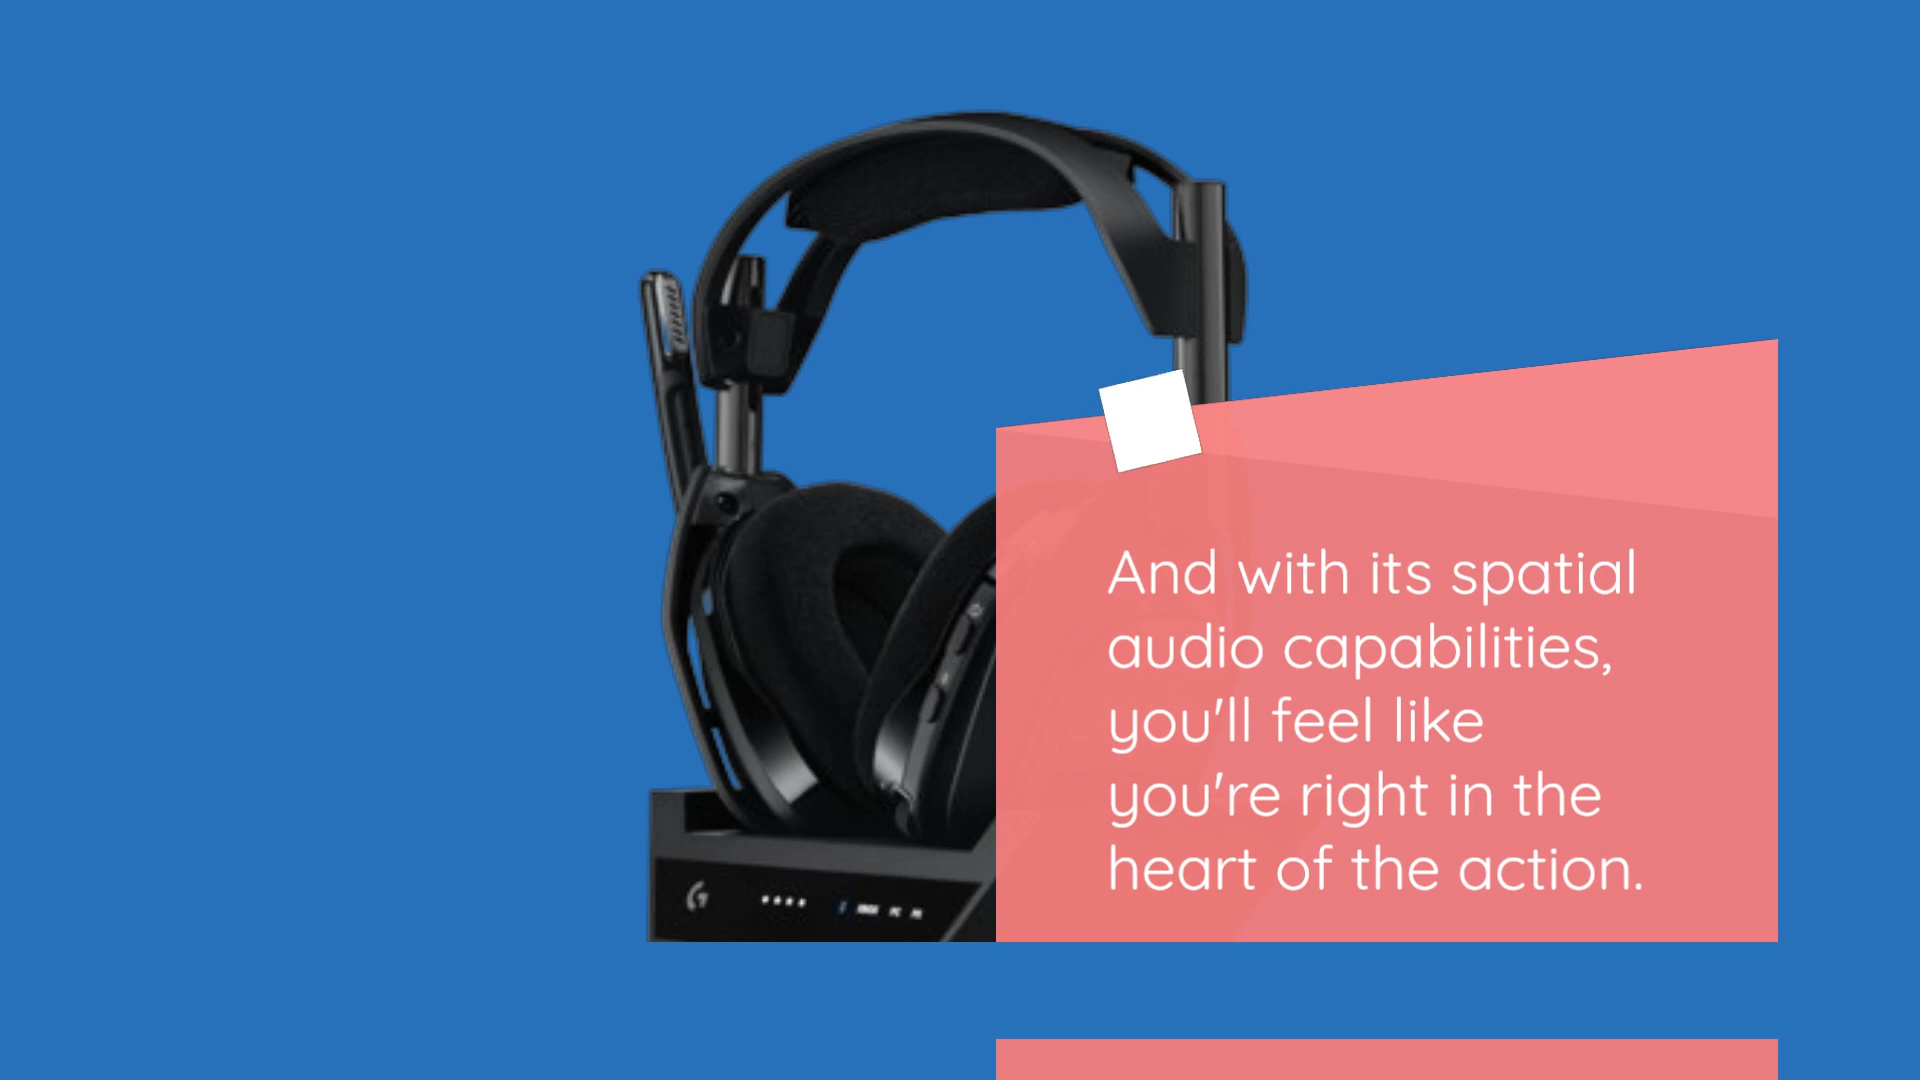 And with its spatial
audio capabilities,
you'll feel like
you're right in the
heart of the action.